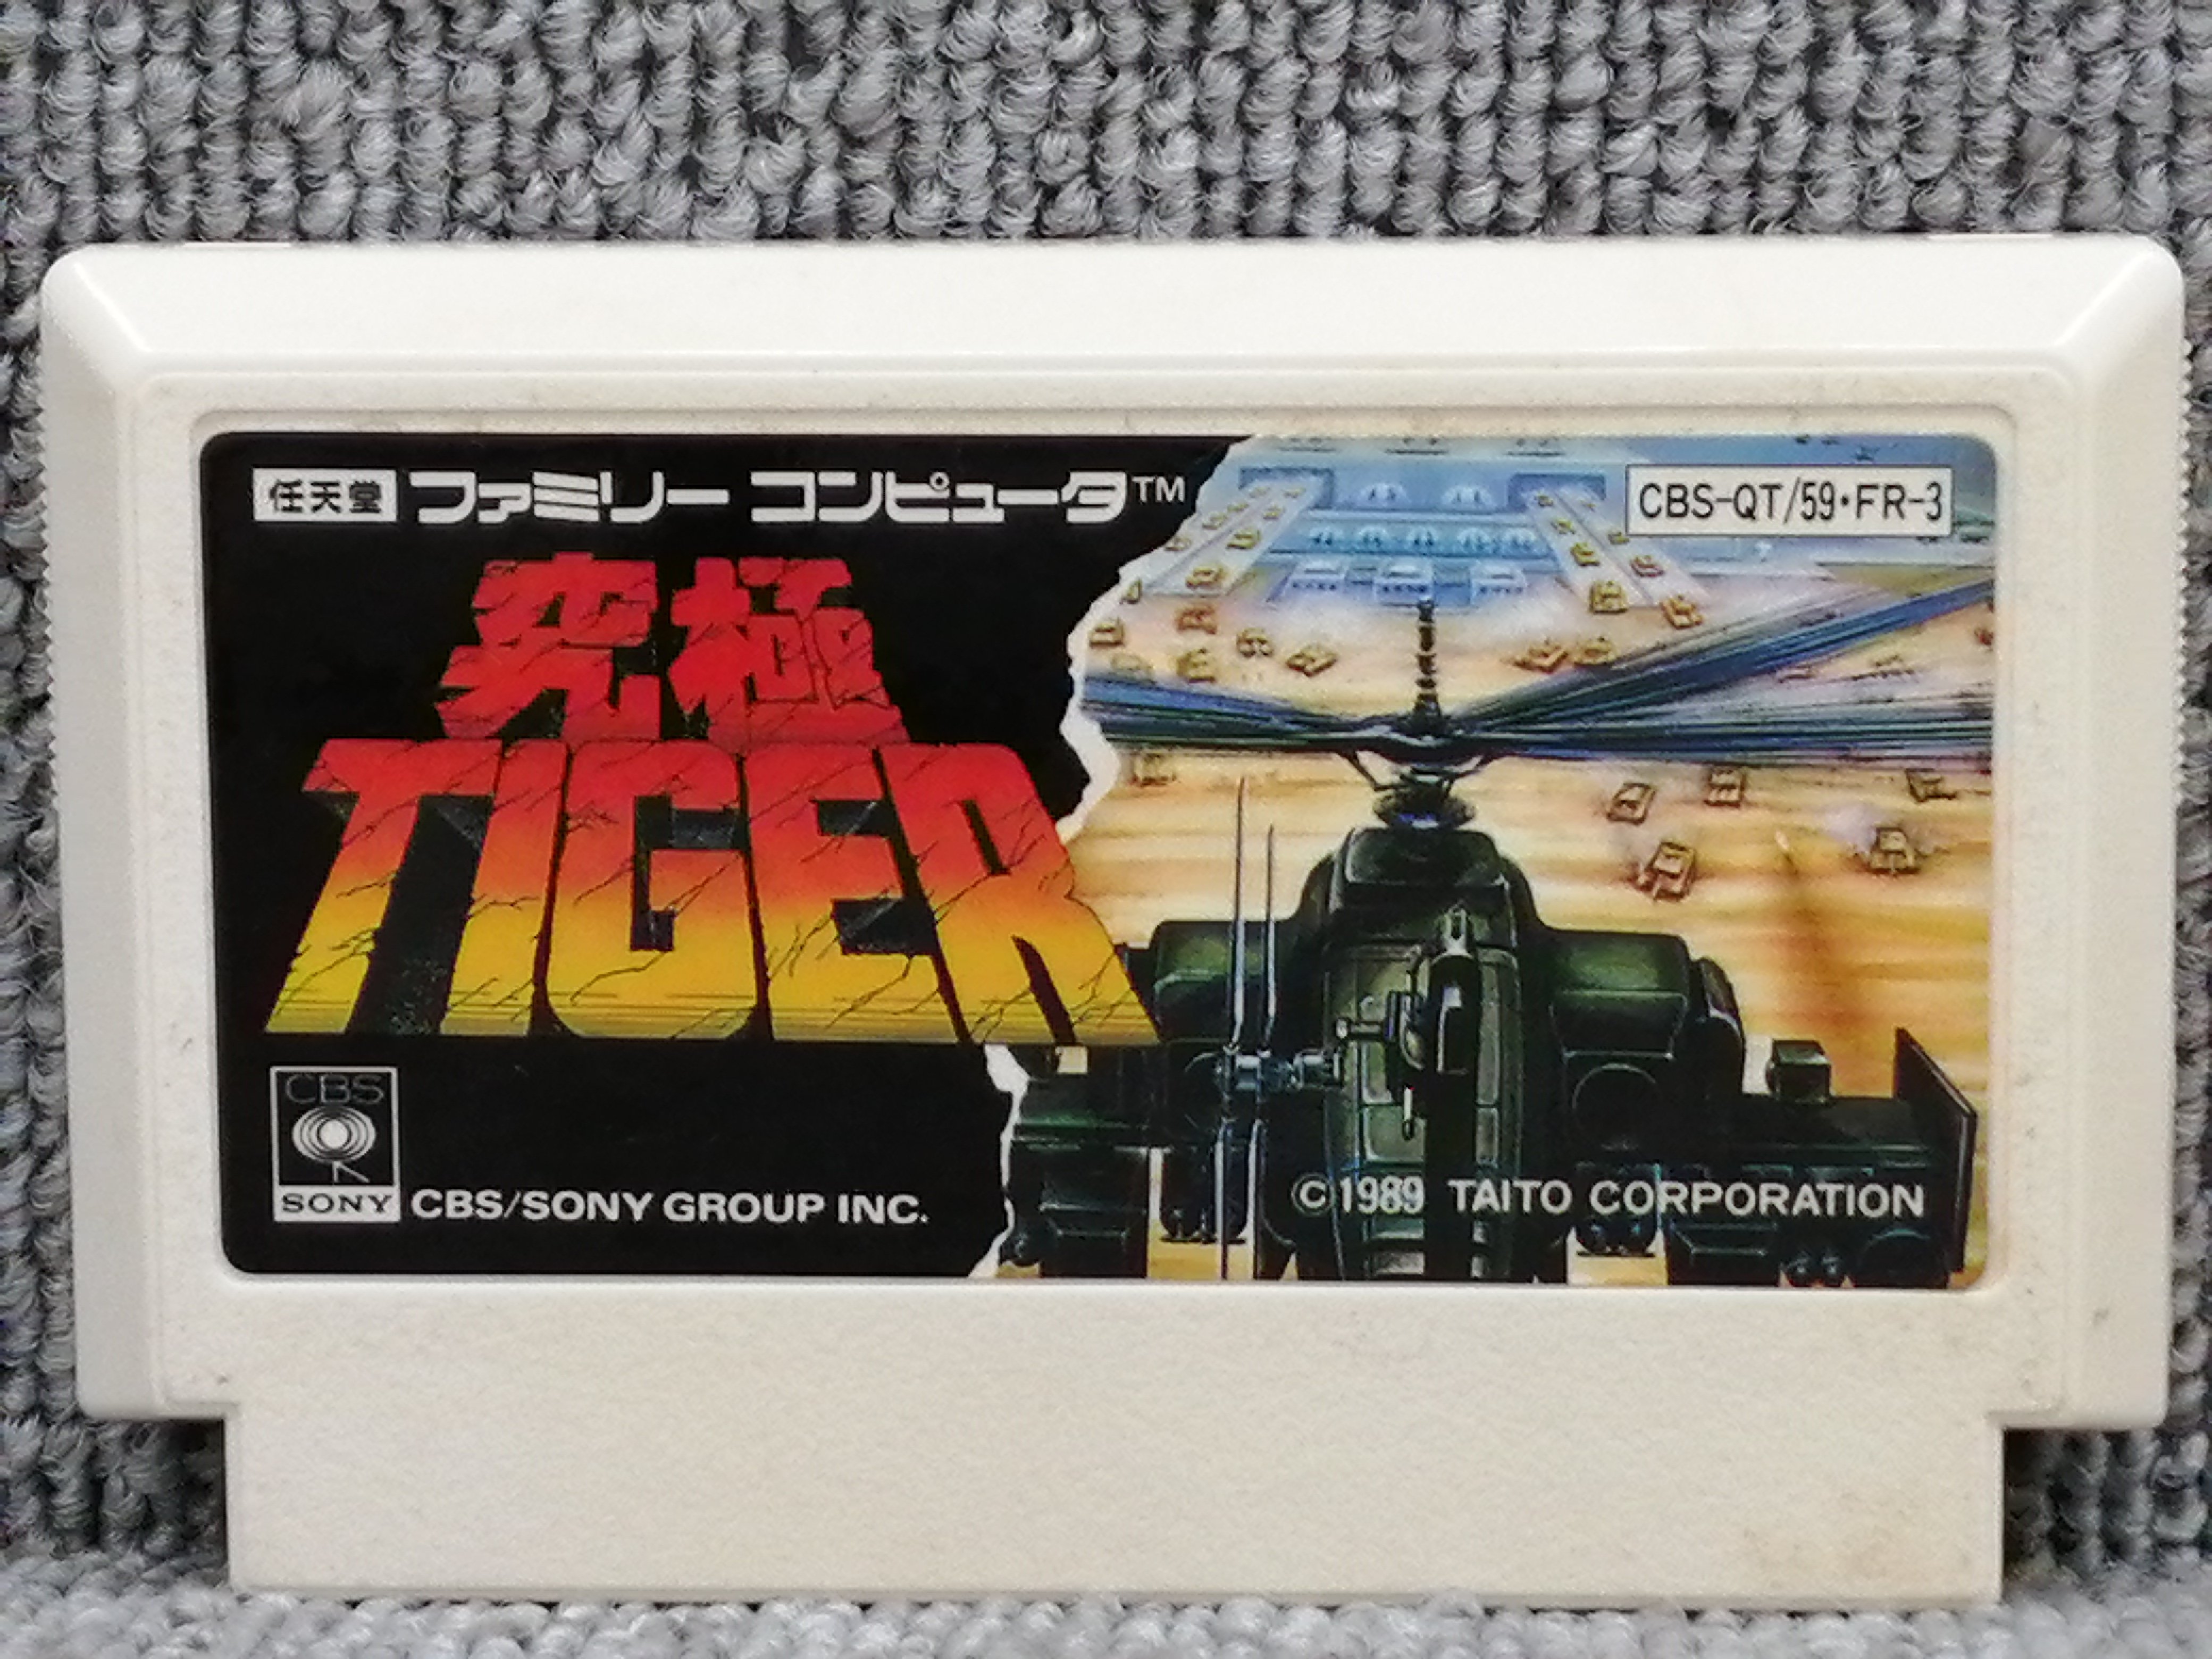 任天堂 ファミリー コンピュータ™
CBS-QT/59・FR-3
究極
TIGER
CBS
SONY
CBS/SONY GROUP INC.
©1989 TAITO CORPORATION